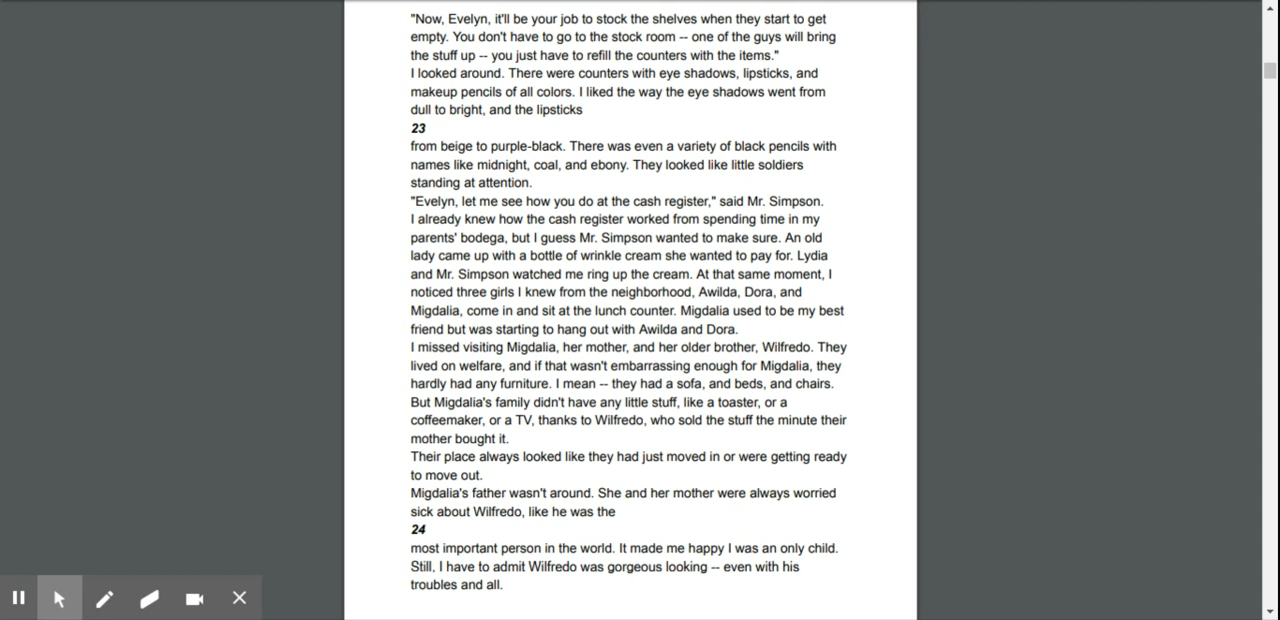 "Now, Evelyn, it'll be your job to stock the shelves when they start to get
empty. You don't have to go to the stock room -- one of the guys will bring
the stuff up -- you just have to refill the counters with the items."
I looked around. There were counters with eye shadows, lipsticks, and
makeup pencils of all colors. I liked the way the eye shadows went from
dull to bright, and the lipsticks
23
from beige to purple-black. There was even a variety of black pencils with
names like midnight, coal, and ebony. They looked like little soldiers
standing at attention.
"Evelyn, let me see how you do at the cash register," said Mr. Simpson.
I already knew how the cash register worked from spending time in my
parents' bodega, but I guess Mr. Simpson wanted to make sure. An old
lady came up with a bottle of wrinkle cream she wanted to pay for. Lydia
and Mr. Simpson watched me ring up the cream. At that same moment, I
noticed three girls I knew from the neighborhood, Awilda, Dora, and
Migdalia, come in and sit at the lunch counter. Migdalia used to be my best
friend but was starting to hang out with Awilda and Dora.
I missed visiting Migdalia, her mother, and her older brother, Wilfredo. They
lived on welfare, and if that wasn't embarrassing enough for Migdalia, they
hardly had any furniture. I mean -- they had a sofa, and beds, and chairs.
But Migdalia's family didn't have any little stuff, like a toaster, or a
coffeemaker, or a TV, thanks to Wilfredo, who sold the stuff the minute their
mother bought it.
Their place always looked like they had just moved in or were getting ready
to move out.
Migdalia's father wasn't around. She and her mother were always worried
sick about Wilfredo, like he was the
24
most important person in the world. It made me happy I was an only child.
Still, I have to admit Wilfredo was gorgeous looking -- even with his
troubles and all.